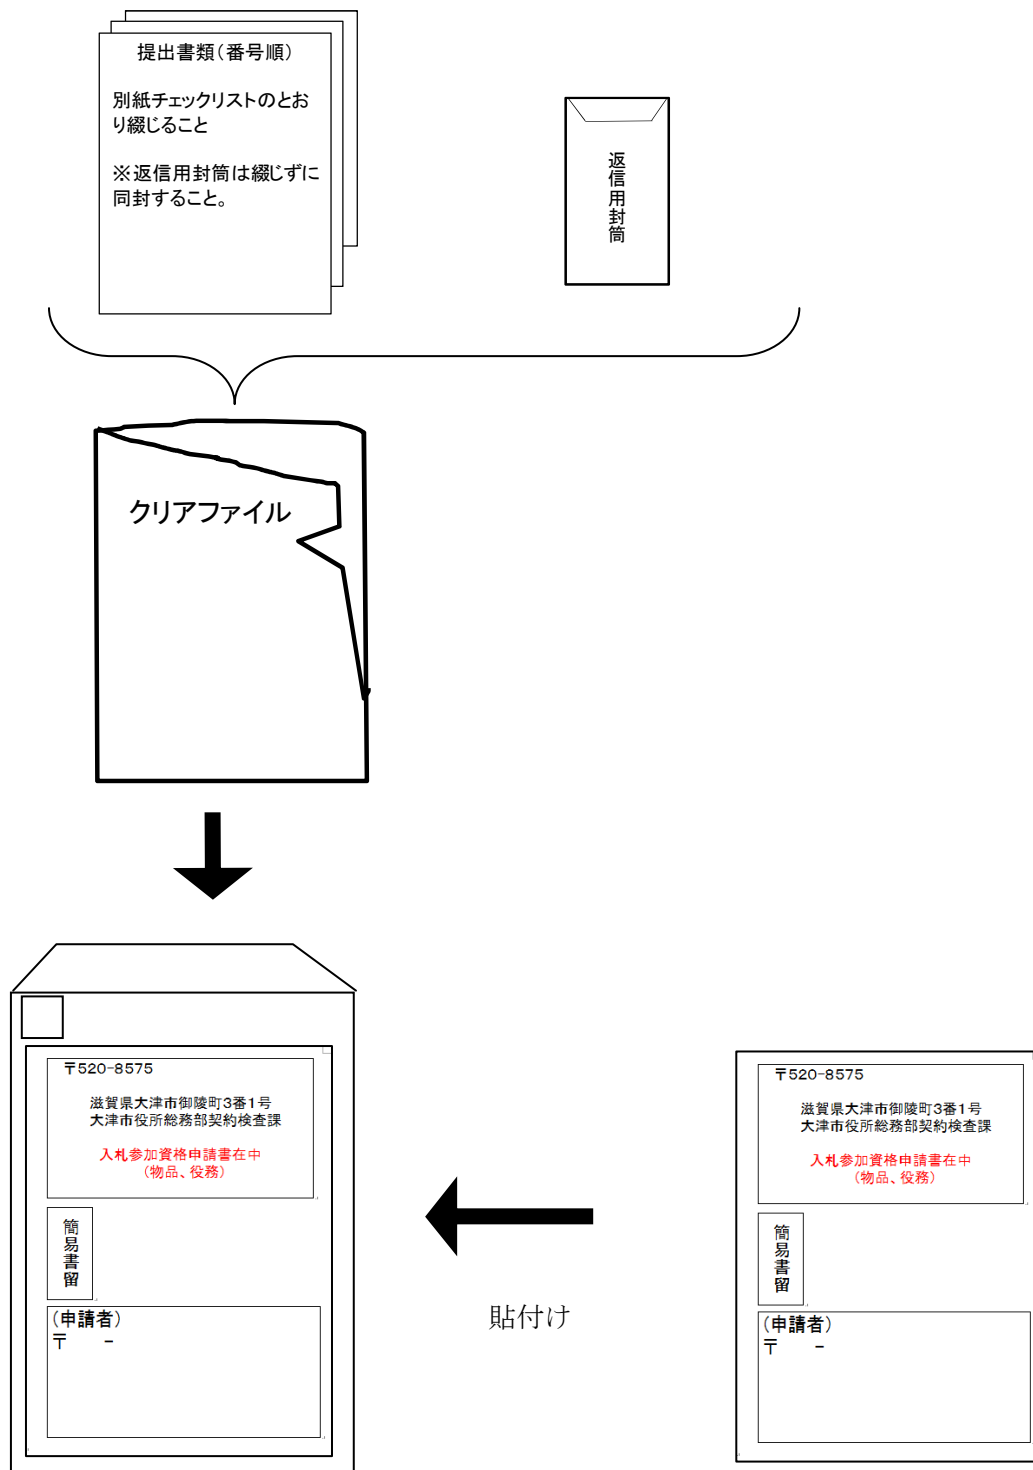 提出書類（番号順）
別紙チェックリストのとお
り綴じること
※返信用封筒は綴じずに
同封すること。
返信用封筒
クリアファイル
〒520-8575
滋賀県大津市御陵町3番1号
大津市役所総務部契約検査課
入札参加資格申請書在中
（物品、役務）
簡易書留
（申請者）
〒　　-
貼付け
〒520-8575
滋賀県大津市御陵町3番1号
大津市役所総務部契約検査課
入札参加資格申請書在中
（物品、役務）
簡易書留
（申請者）
〒　　-